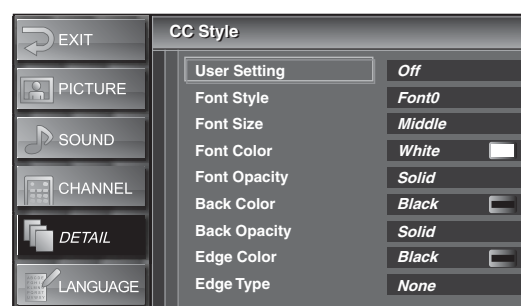 EXIT
PICTURE
SOUND
CHANNEL
DETAIL
LANGUAGE
CC Style
User Setting Off
Font Style Font0
Font Size Middle
Font Color White
Font Opacity Solid
Back Color Black
Back Opacity Solid
Edge Color Black
Edge Type None